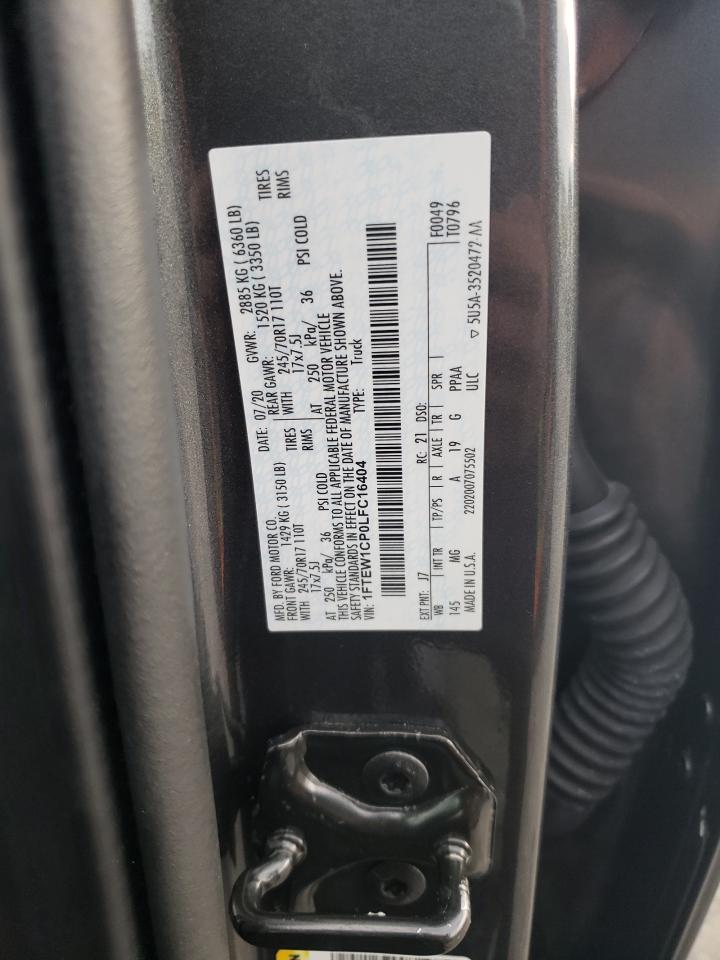 MFD. BY FORD MOTOR CO. DATE: 07/20 GVWR: 2885 KG ( 6360 LB)
FRONT GAWR: 1429 KG ( 3150 LB) REAR GAWR: 1520 KG ( 3350 LB)
WITH 245/70R17 110T TIRES WITH 245/70R17 110T TIRES
17x7.5J RIMS 17x7.5J RIMS
AT 250 kPa/ 36 PSI COLD AT 250 kPa/ 36 PSI COLD
THIS VEHICLE CONFORMS TO ALL APPLICABLE FEDERAL MOTOR VEHICLE
SAFETY STANDARDS IN EFFECT ON THE DATE OF MANUFACTURE SHOWN ABOVE.
VIN: 1FTEW1CP0LFC16404 TYPE: Truck
F0049
EXT PNT: J7 RC: 21 DSO: T0796
WB INT TR TP/PS R AXLE TR SPR
145 MG A 19 G PPAA
MADE IN U.S.A. 2202007075502 ULC
5U5A-3520472-AA
N